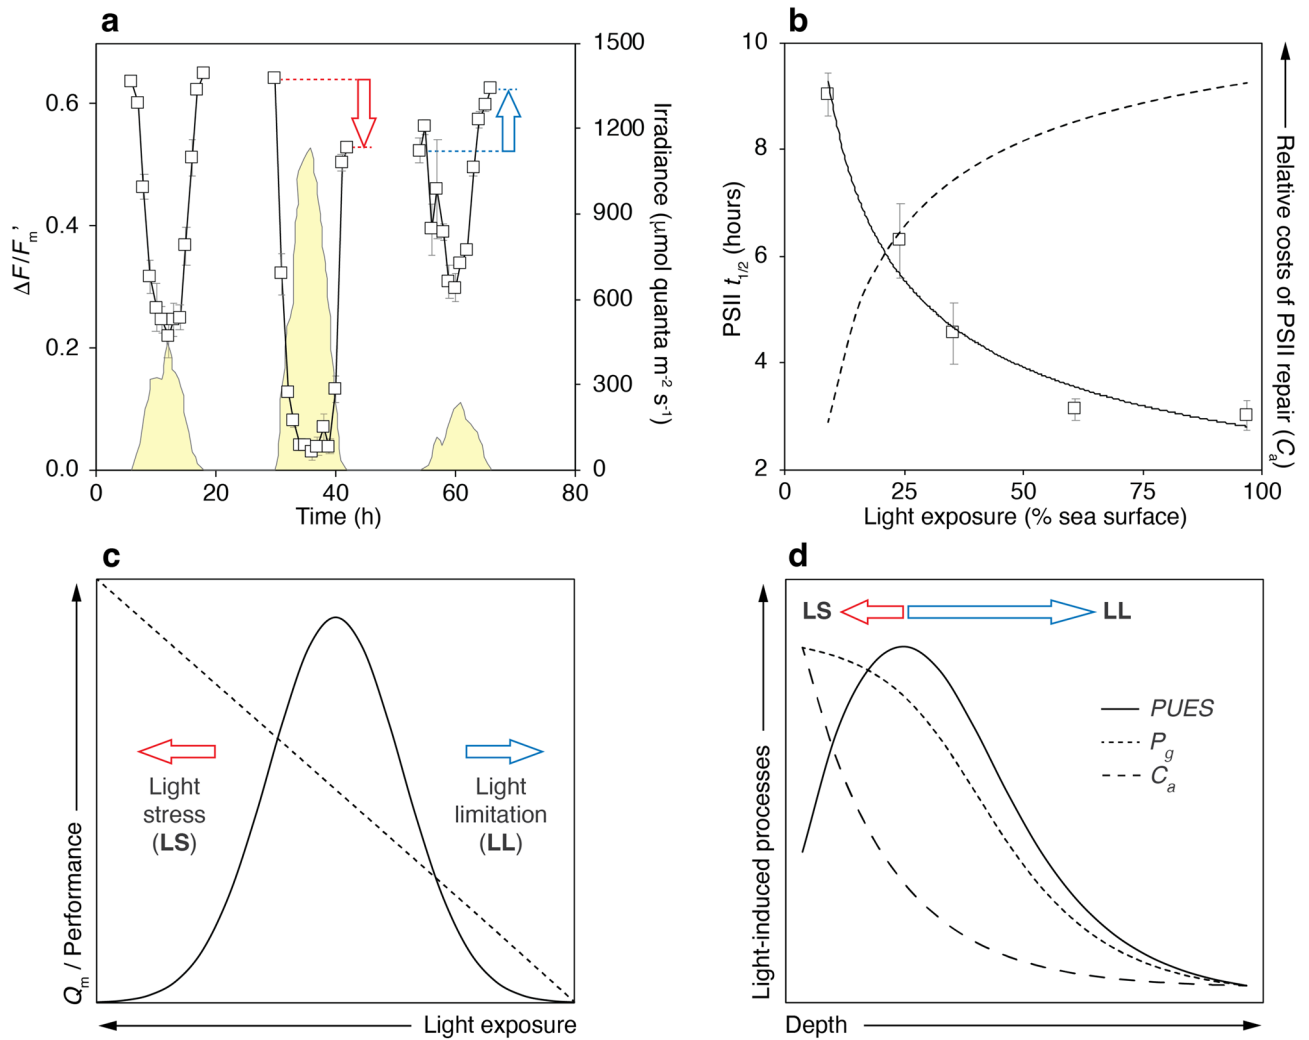 a
0.6
0.4
0.2
0.0
ΔF/Fm'
0
20
40
60
80
Time (h)
1500
1200
900
600
300
0
Irradiance (μmol quanta m-2 s-1)
b
10
8
6
4
2
PSII t1/2 (hours)
0
25
50
75
100
Light exposure (% sea surface)
Relative costs of PSII repair (Ca)
c
Qm / Performance
Light
stress
(LS)
Light
limitation
(LL)
Light exposure
d
Light-induced processes
LS
LL
PUES
Pg
Ca
Depth